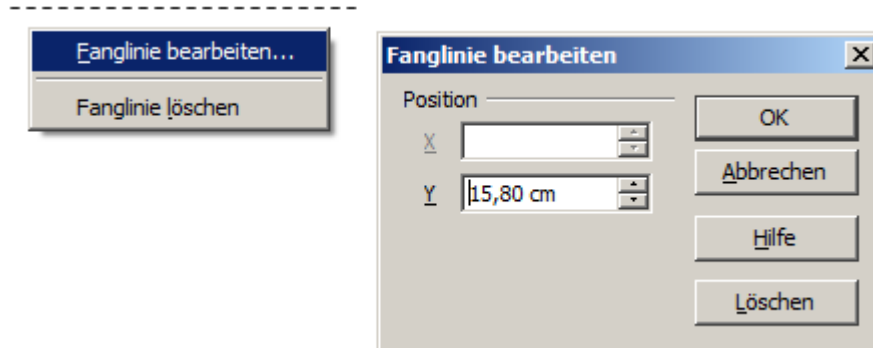 Fanglinie bearbeiten...
Fanglinie löschen
Fanglinie bearbeiten
Position
X
Y 15,80 cm
OK
Abbrechen
Hilfe
Löschen